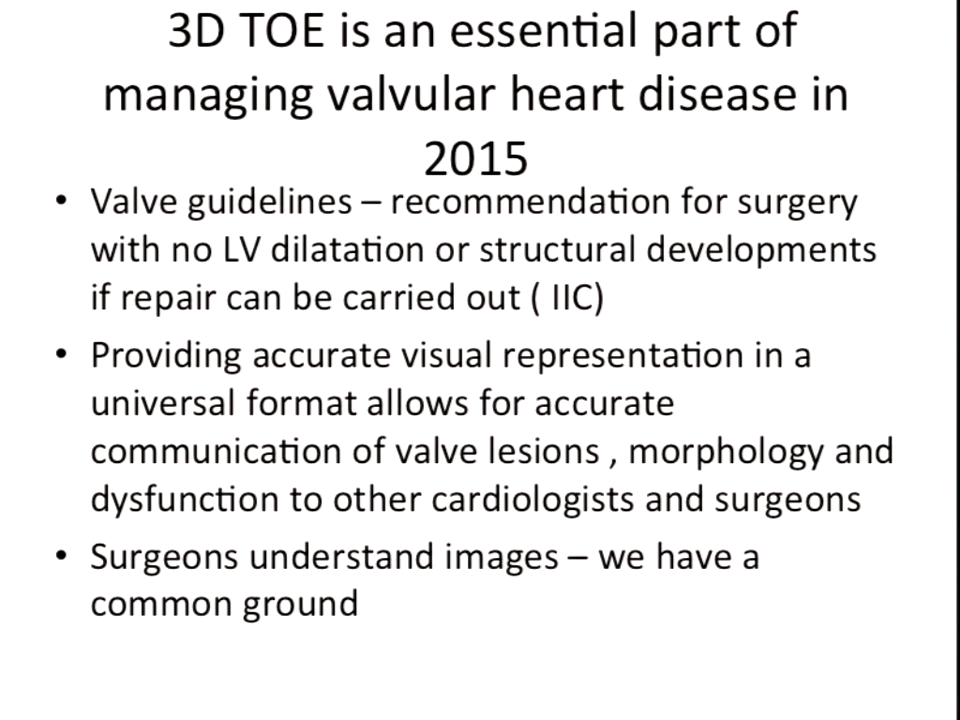 3D TOE is an essential part of
managing valvular heart disease in
2015
• Valve guidelines – recommendation for surgery
with no LV dilatation or structural developments
if repair can be carried out ( IIC)
• Providing accurate visual representation in a
universal format allows for accurate
communication of valve lesions , morphology and
dysfunction to other cardiologists and surgeons
• Surgeons understand images – we have a
common ground